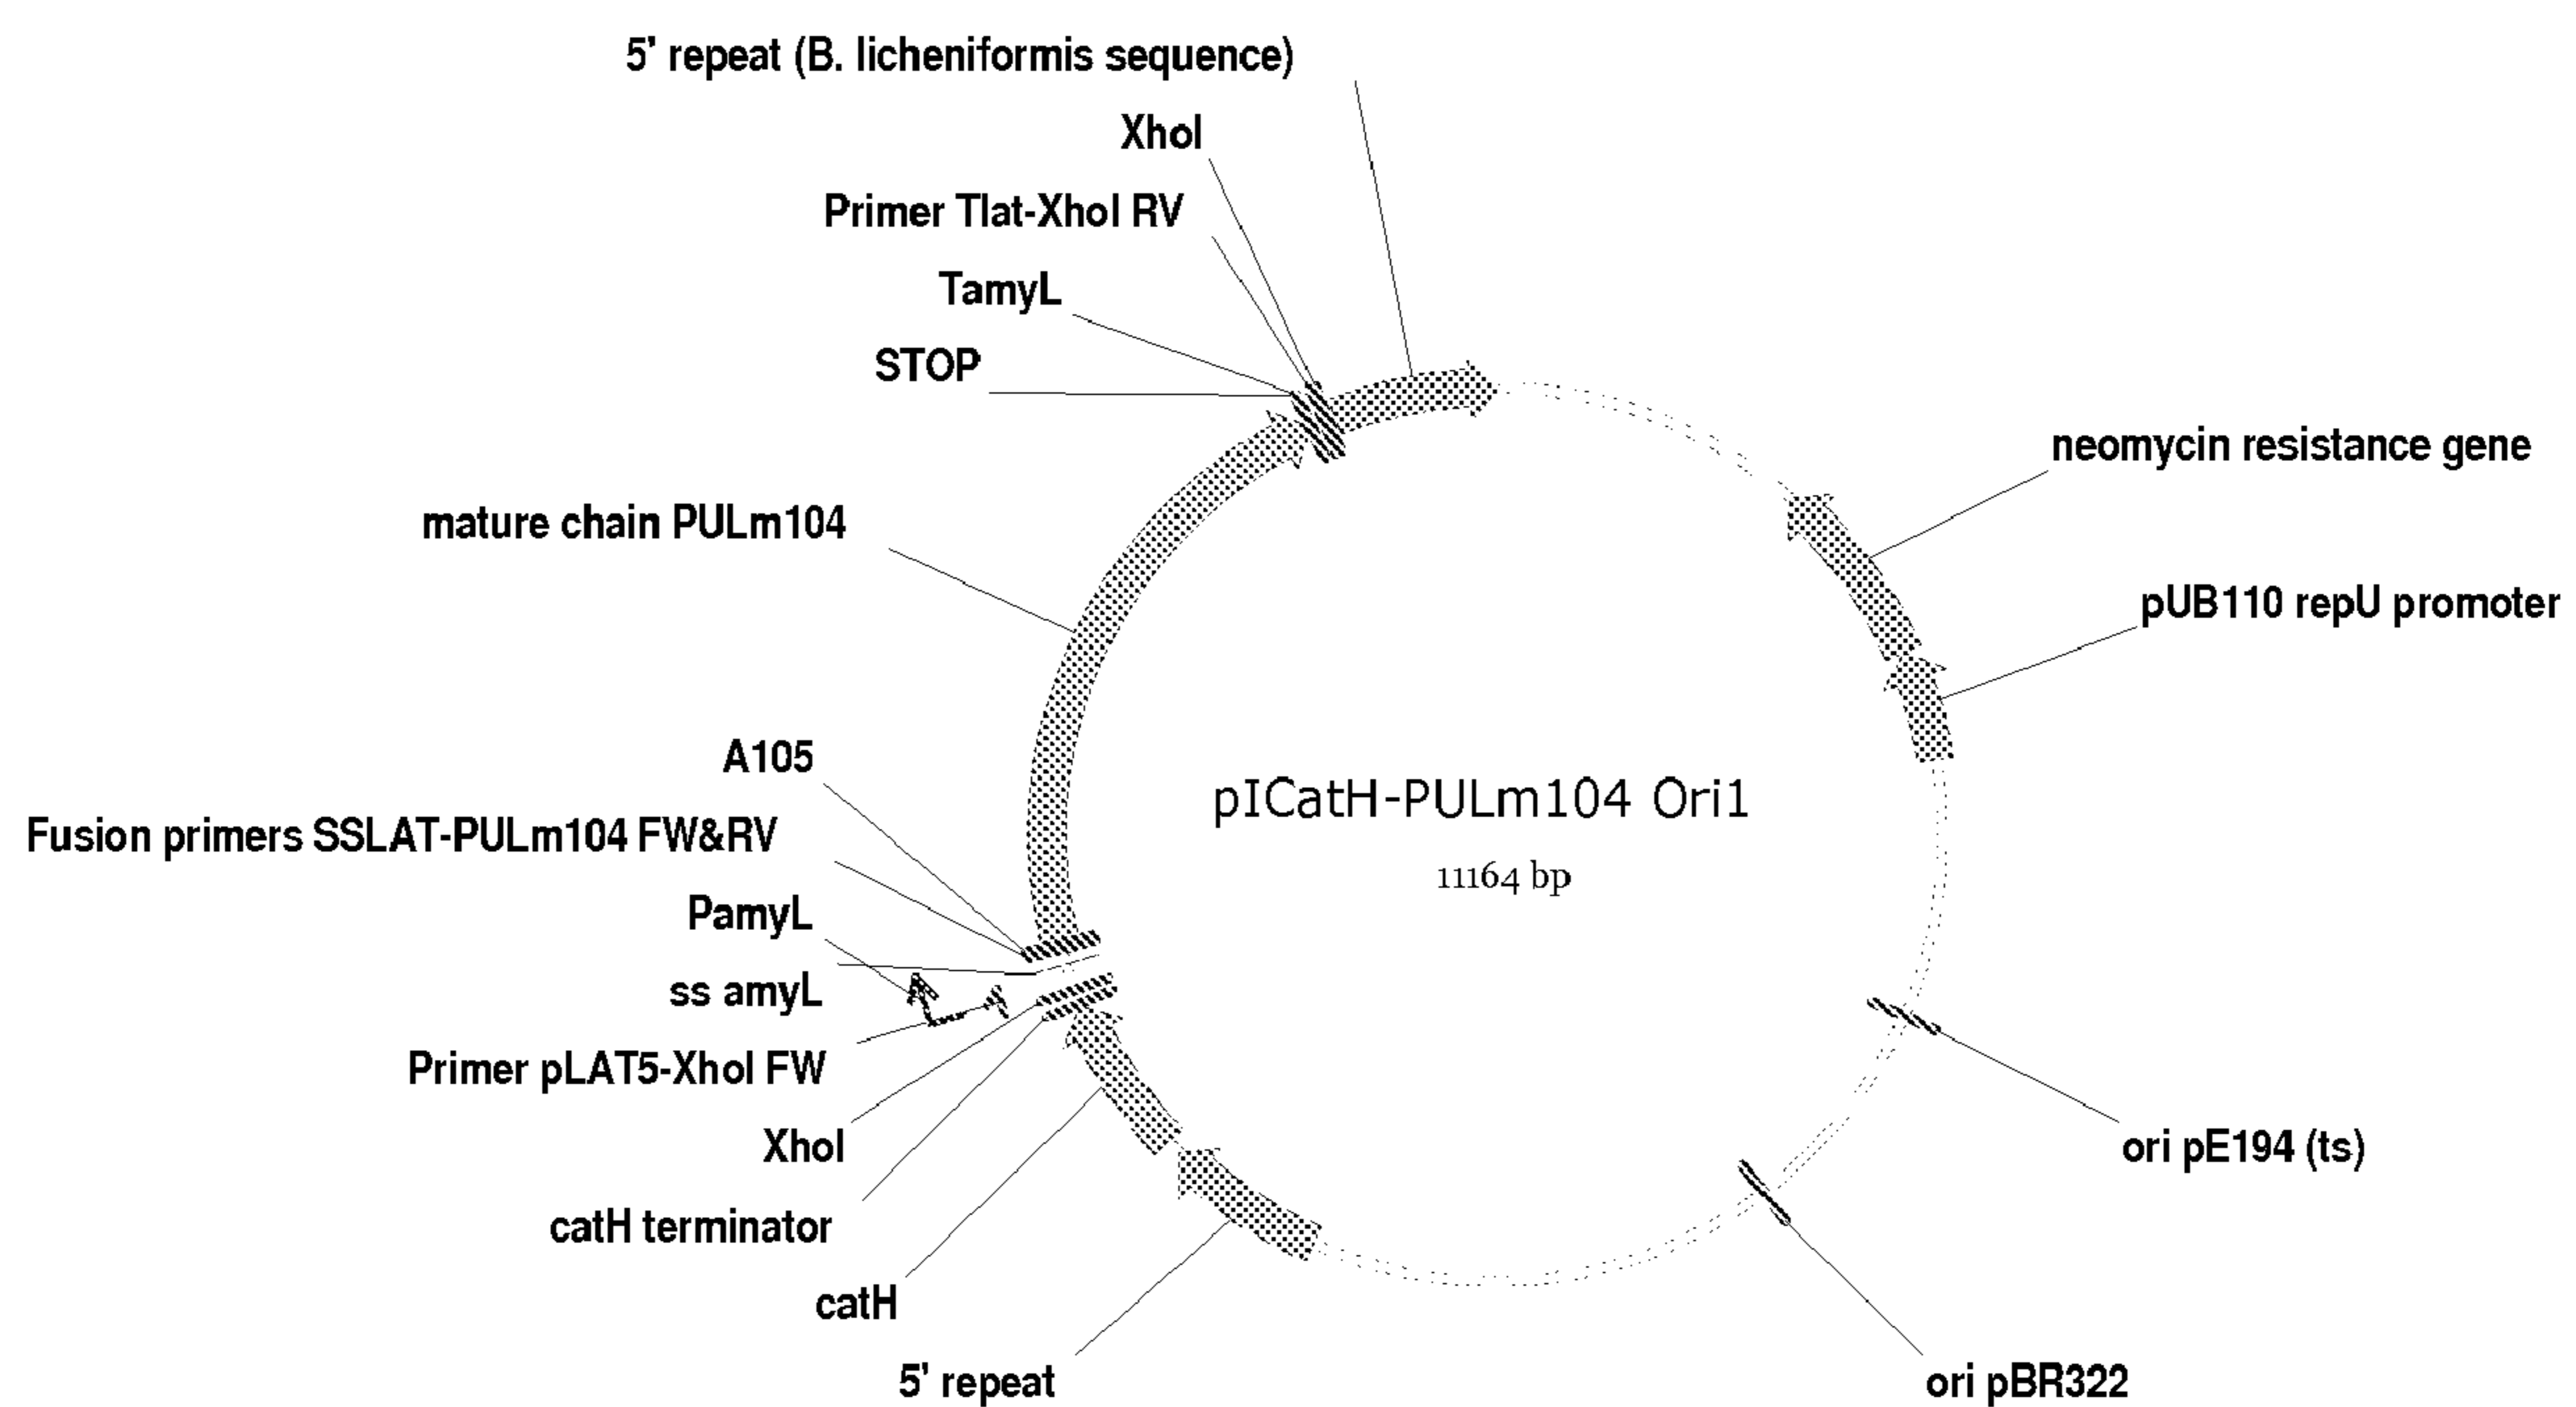 5' repeat (B. licheniformis sequence)
XhoI
Primer Tlat-XhoI RV
TamyL
STOP
neomycin resistance gene
mature chain PULm104
pUB110 repU promoter
A105
pICatH-PULm104 Ori1
Fusion primers SSLAT-PULm104 FW&RV
11164 bp
PamyL
ss amyL
Primer pLAT5-XhoI FW
XhoI
ori pE194 (ts)
catH terminator
catH
5' repeat
ori pBR322